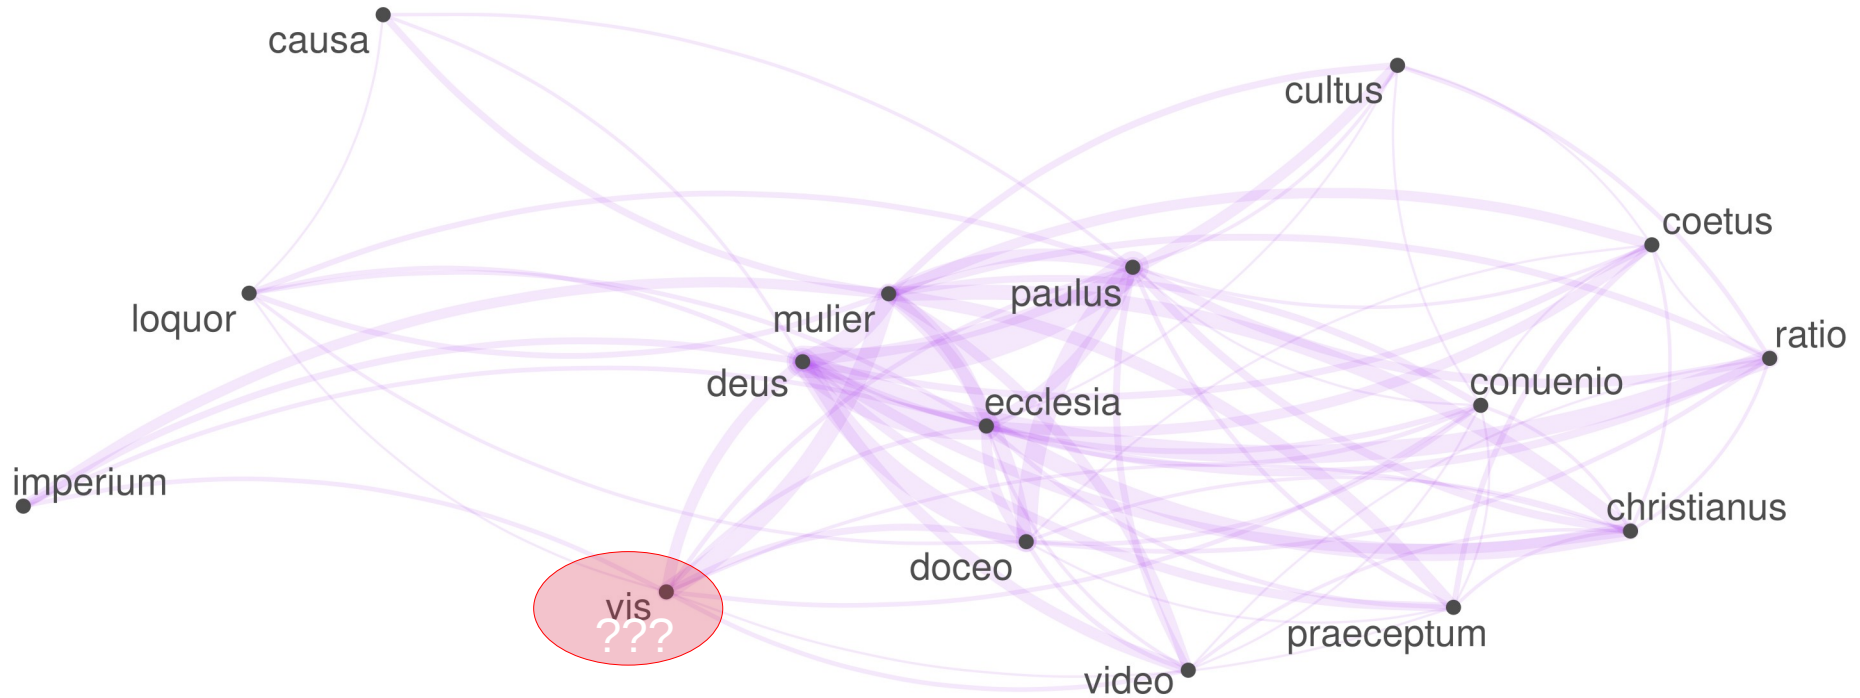 causa
cultus
coetus
loquor
mulier
paulus
ratio
deus
conuenio
ecclesia
imperium
christianus
doceo
vis
???
praeceptum
video